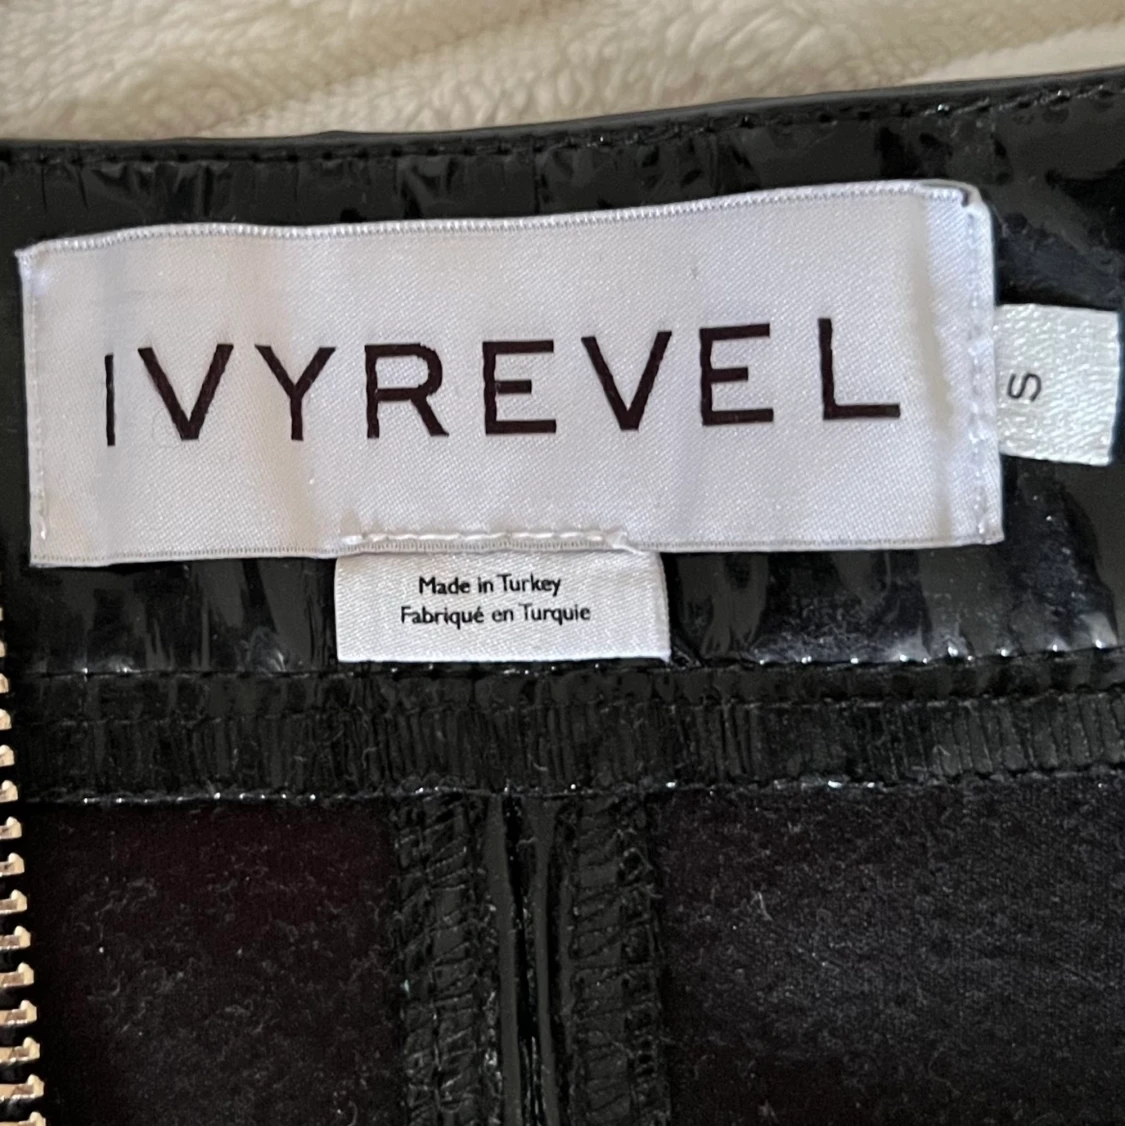 IVYREVEL
S
Made in Turkey
Fabriqué en Turquie